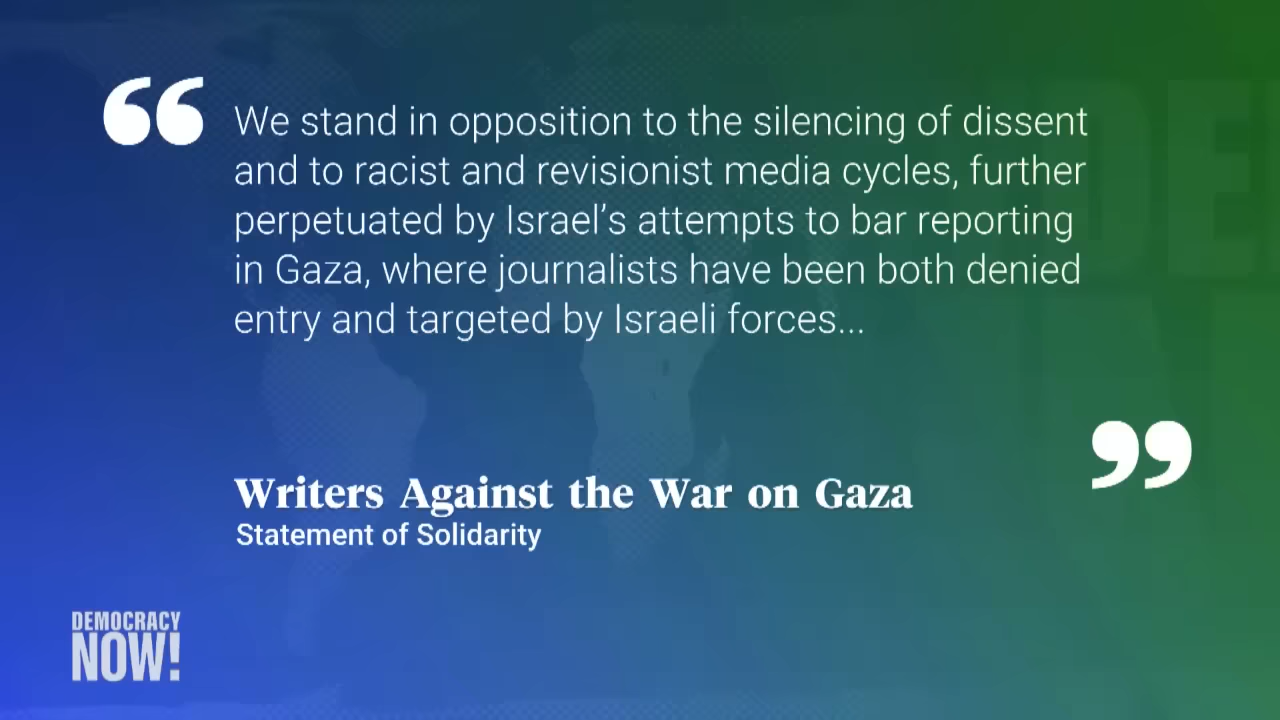 “
We stand in opposition to the silencing of dissent
and to racist and revisionist media cycles, further
perpetuated by Israel’s attempts to bar reporting
in Gaza, where journalists have been both denied
entry and targeted by Israeli forces...
”
Writers Against the War on Gaza
Statement of Solidarity
DEMOCRACY
NOW!